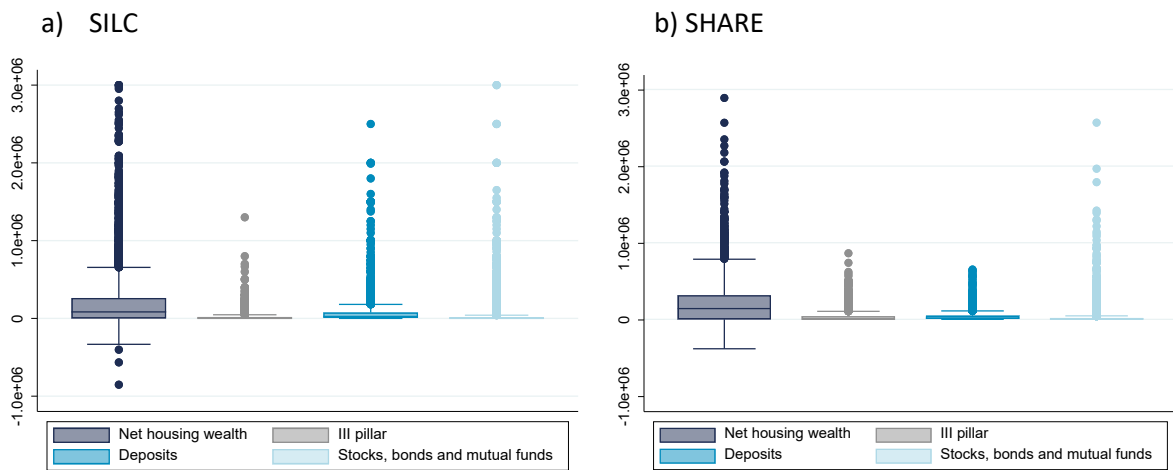 a) SILC
3.0e+06
2.0e+06
1.0e+06
0
-1.0e+06
Net housing wealth
III pillar
Deposits
Stocks, bonds and mutual funds
b) SHARE
3.0e+06
2.0e+06
1.0e+06
0
-1.0e+06
Net housing wealth
III pillar
Deposits
Stocks, bonds and mutual funds